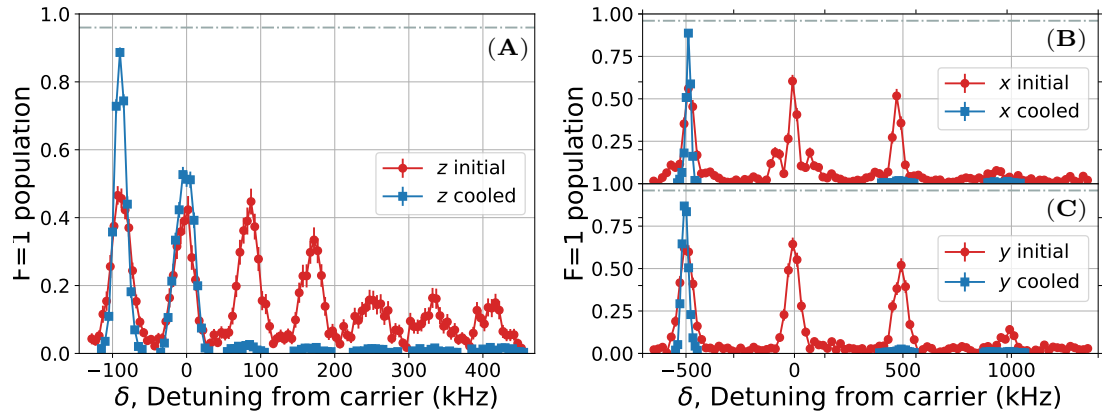 1.0
0.8
0.6
0.4
0.2
0.0
F=1 population
(A)
z initial
z cooled
−100
0
100
200
300
400
δ, Detuning from carrier (kHz)
1.00
0.75
0.50
0.25
1.00
0.75
0.50
0.25
0.00
F=1 population
(B)
x initial
x cooled
(C)
y initial
y cooled
−500
0
500
1000
δ, Detuning from carrier (kHz)